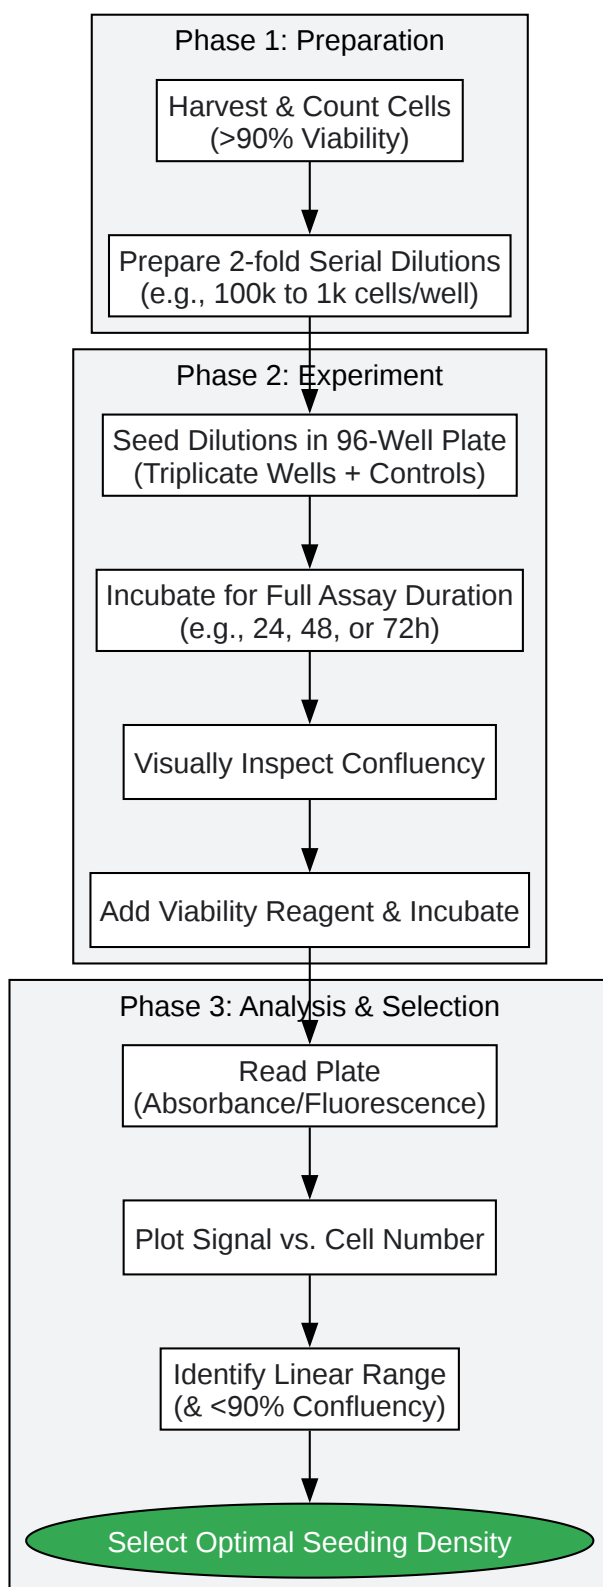 Phase 1: Preparation
Harvest & Count Cells
(>90% Viability)
Prepare 2-fold Serial Dilutions
(e.g., 100k to 1k cells/well)
Phase 2: Experiment
Seed Dilutions in 96-Well Plate
(Triplicate Wells + Controls)
Incubate for Full Assay Duration
(e.g., 24, 48, or 72h)
Visually Inspect Confluency
Add Viability Reagent & Incubate
Phase 3: Analysis & Selection
Read Plate
(Absorbance/Fluorescence)
Plot Signal vs. Cell Number
Identify Linear Range
(& <90% Confluency)
Select Optimal Seeding Density